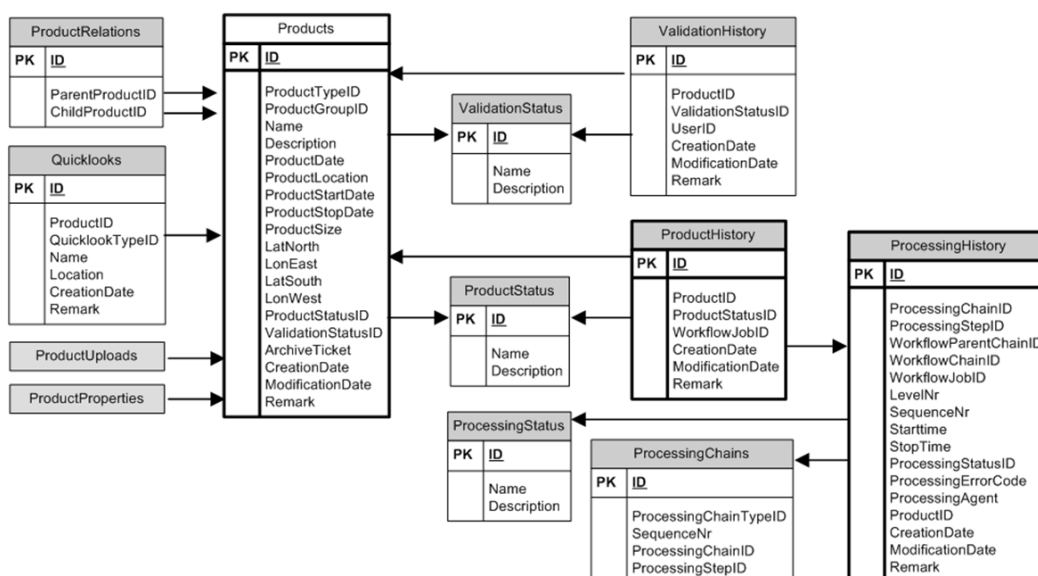 ProductRelations
PK ID
ParentProductID
ChildProductID
Quicklooks
PK ID
ProductID
QuicklookTypeID
Name
Location
CreationDate
Remark
ProductUploads
ProductProperties
Products
PK ID
ProductTypeID
ProductGroupID
Name
Description
ProductDate
ProductLocation
ProductStartDate
ProductStopDate
ProductSize
LatNorth
LonEast
LatSouth
LonWest
ProductStatusID
ValidationStatusID
ArchiveTicket
CreationDate
ModificationDate
Remark
ValidationStatus
PK ID
Name
Description
ValidationHistory
PK ID
ProductID
ValidationStatusID
UserID
CreationDate
ModificationDate
Remark
ProductStatus
PK ID
Name
Description
ProductHistory
PK ID
ProductID
ProductStatusID
WorkflowJobID
CreationDate
ModificationDate
Remark
ProcessingStatus
PK ID
Name
Description
ProcessingChains
PK ID
ProcessingChainTypeID
SequenceNr
ProcessingChainID
ProcessingStepID
ProcessingHistory
PK ID
ProcessingChainID
ProcessingStepID
WorkflowParentChainID
WorkflowChainID
WorkflowJobID
LevelNr
SequenceNr
Starttime
StopTime
ProcessingStatusID
ProcessingErrorCode
ProcessingAgent
ProductID
CreationDate
ModificationDate
Remark